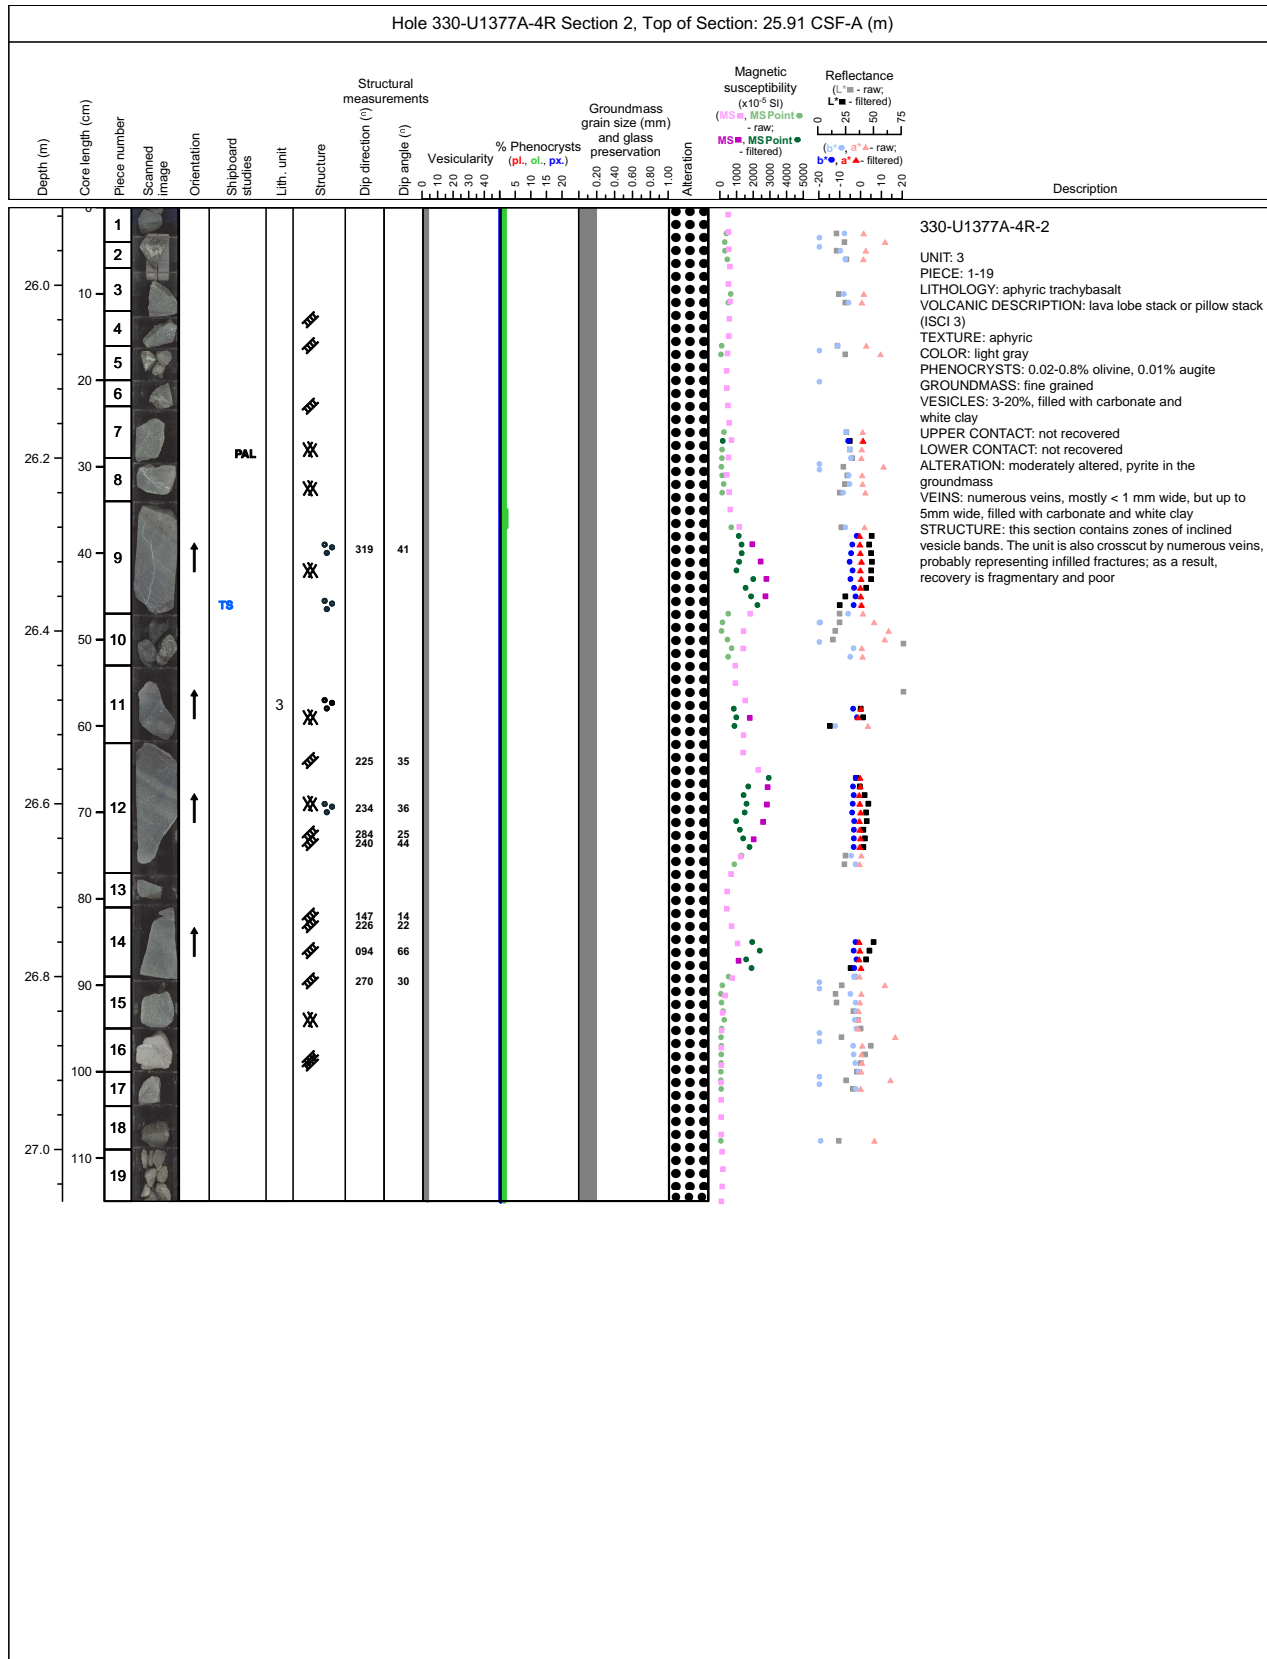 Hole 330-U1377A-4R Section 2, Top of Section: 25.91 CSF-A (m)
Depth (m)
Core length (cm)
Piece number
Scanned image
Orientation
Shipboard studies
Lith. unit
Structure
Structural measurements
Dip direction (°)
Dip angle (°)
Vesicularity
0 10 20 30 40
% Phenocrysts
(pl., ol., px.)
5 10 15 20
Groundmass
grain size (mm)
and glass
preservation
0.20 0.40 0.60 0.80 1.00
Alteration
Magnetic
susceptibility
(x10-5 SI)
(MS, MSPoint
- raw;
MS, MSPoint
- filtered)
0 1000 2000 3000 4000 5000
Reflectance
(L* - raw;
L* - filtered)
0 25 50 75
(b*, a* - raw;
b*, a* - filtered)
-20 -10 0 10 20
Description
26.0
26.2
26.4
26.6
26.8
27.0
0
10
20
30
40
50
60
70
80
90
100
110
1
2
3
4
5
6
7
8
9
10
11
12
13
14
15
16
17
18
19
PAL
TS
3
319 41
225 35
234 36
284 25
240 44
147 14
226 22
094 66
270 30
330-U1377A-4R-2
UNIT: 3
PIECE: 1-19
LITHOLOGY: aphyric trachybasalt
VOLCANIC DESCRIPTION: lava lobe stack or pillow stack
(ISCI 3)
TEXTURE: aphyric
COLOR: light gray
PHENOCRYSTS: 0.02-0.8% olivine, 0.01% augite
GROUNDMASS: fine grained
VESICLES: 3-20%, filled with carbonate and
white clay
UPPER CONTACT: not recovered
LOWER CONTACT: not recovered
ALTERATION: moderately altered, pyrite in the
groundmass
VEINS: numerous veins, mostly < 1 mm wide, but up to
5mm wide, filled with carbonate and white clay
STRUCTURE: this section contains zones of inclined
vesicle bands. The unit is also crosscut by numerous veins,
probably representing infilled fractures; as a result,
recovery is fragmentary and poor